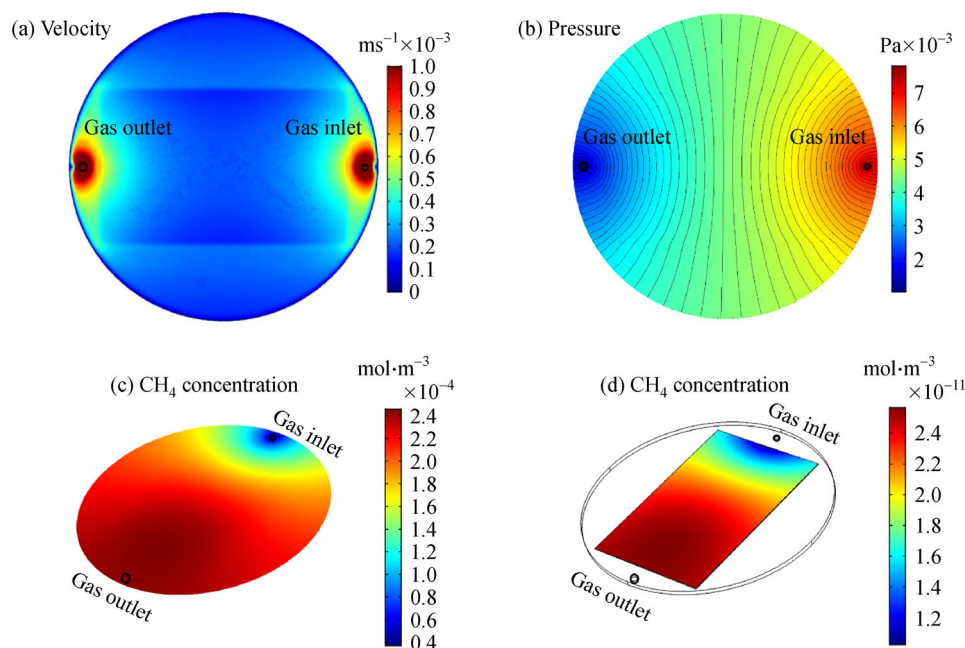 (a) Velocity
ms⁻¹×10⁻³
1.0
0.9
0.8
0.7
0.6
0.5
0.4
0.3
0.2
0.1
0
Gas outlet
Gas inlet
(b) Pressure
Pa×10⁻³
7
6
5
4
3
2
Gas outlet
Gas inlet
(c) CH₄ concentration
mol·m⁻³
×10⁻⁴
2.4
2.2
2.0
1.8
1.6
1.4
1.2
1.0
0.8
0.6
0.4
Gas inlet
Gas outlet
(d) CH₄ concentration
mol·m⁻³
×10⁻¹¹
2.4
2.2
2.0
1.8
1.6
1.4
1.2
Gas inlet
Gas outlet